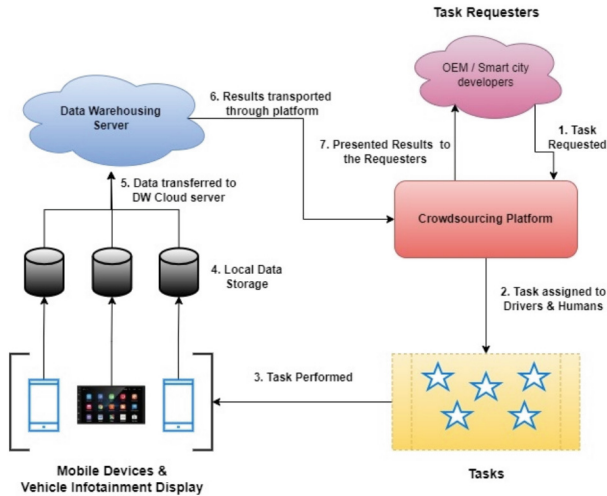 Task Requesters
OEM / Smart city
developers
Data Warehousing
Server
6. Results transported
through platform
1. Task
Requested
7. Presented Results to
the Requesters
5. Data transferred to
DW Cloud server
Crowdsourcing Platform
4. Local Data
Storage
2. Task assigned to
Drivers & Humans
3. Task Performed
Mobile Devices &
Vehicle Infotainment Display
Tasks